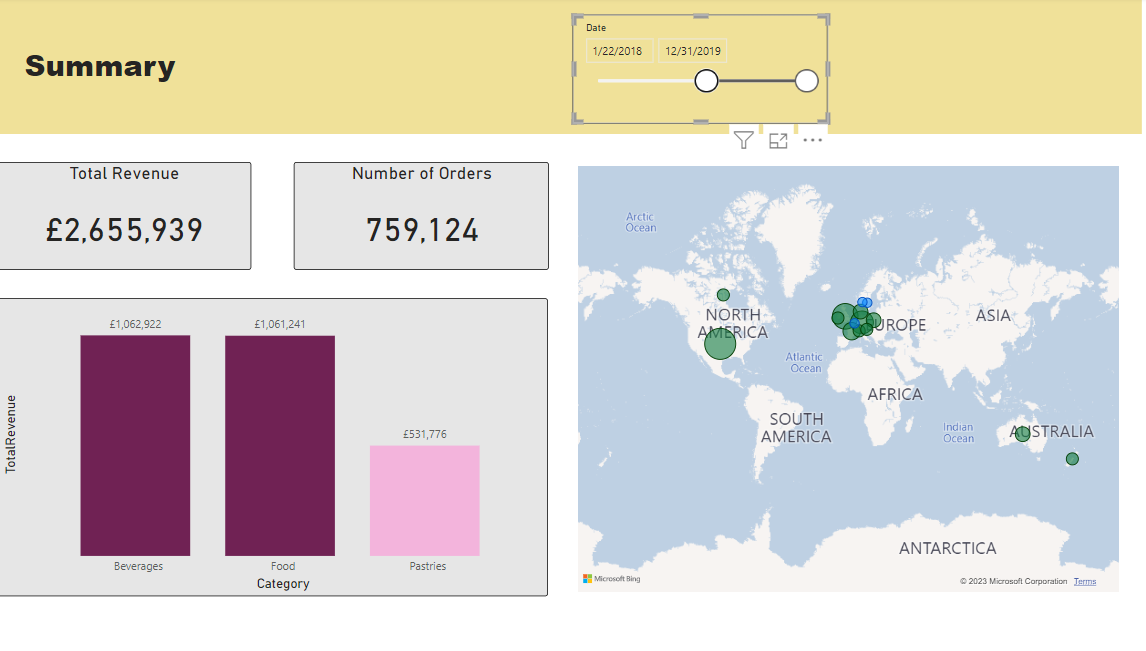 Summary
Date
1/22/2018 12/31/2019
Total Revenue
£2,655,939
Number of Orders
759,124
TotalRevenue
£1,062,922
£1,061,241
£531,776
Beverages
Food
Pastries
Category
Arctic
Ocean
NORTH
AMERICA
EUROPE
ASIA
Atlantic
Ocean
AFRICA
SOUTH
AMERICA
Indian
Ocean
AUSTRALIA
ANTARCTICA
Microsoft Bing
© 2023 Microsoft Corporation Terms